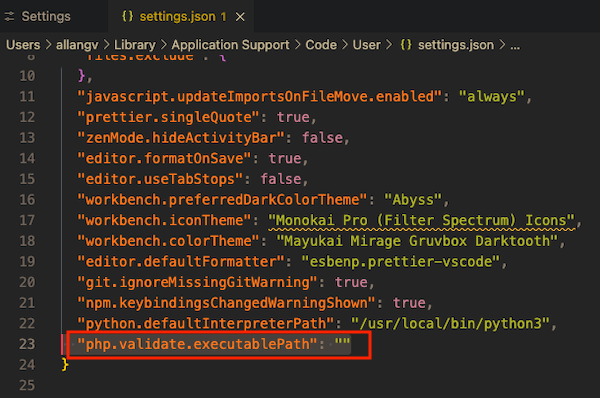 Settings
{} settings.json 1 ×
Users > allangv > Library > Application Support > Code > User > {} settings.json > ...
"files.exclude": {
10 },
11 "javascript.updateImportsOnFileMove.enabled": "always",
12 "prettier.singleQuote": true,
13 "zenMode.hideActivityBar": false,
14 "editor.formatOnSave": true,
15 "editor.useTabStops": false,
16 "workbench.preferredDarkColorTheme": "Abyss",
17 "workbench.iconTheme": "Monokai Pro (Filter Spectrum) Icons",
18 "workbench.colorTheme": "Mayukai Mirage Gruvbox Darktooth",
19 "editor.defaultFormatter": "esbenp.prettier-vscode",
20 "git.ignoreMissingGitWarning": true,
21 "npm.keybindingsChangedWarningShown": true,
22 "python.defaultInterpreterPath": "/usr/local/bin/python3",
23 "php.validate.executablePath": ""
24 }
25